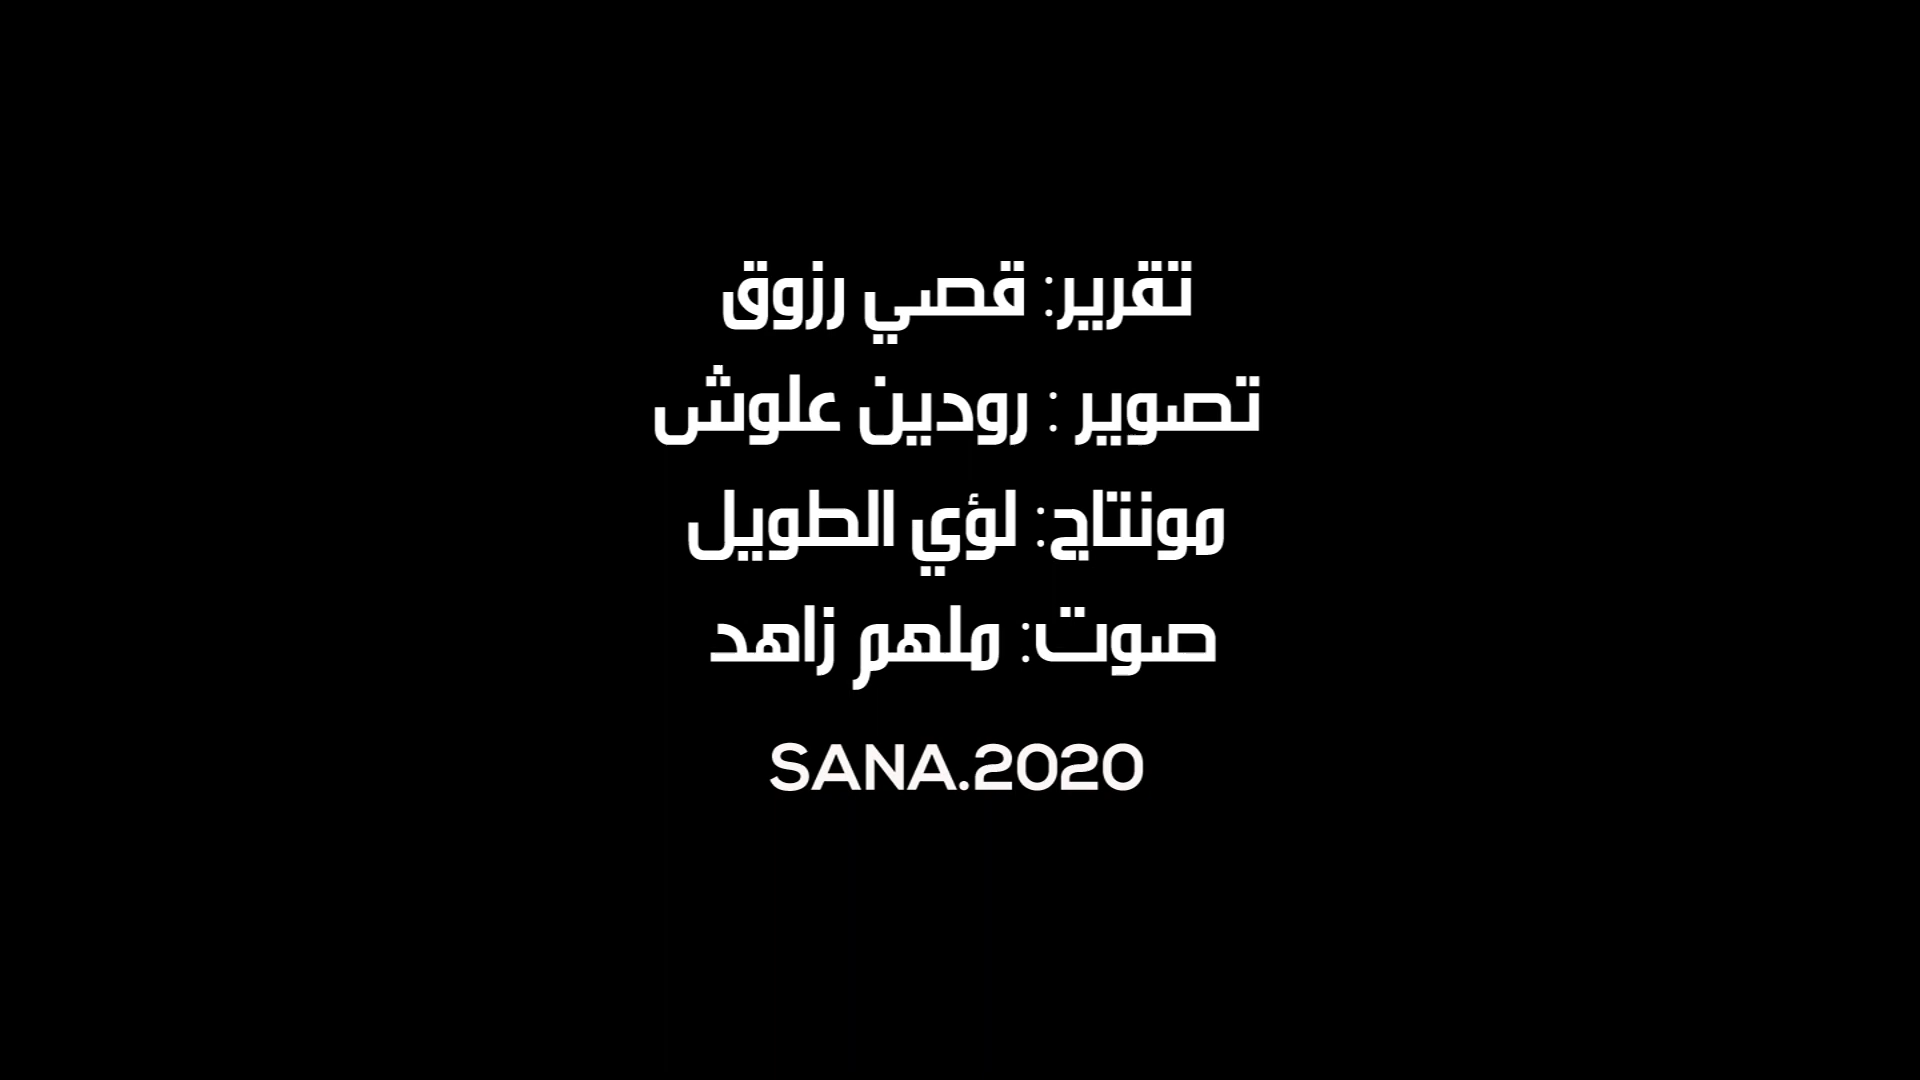 تقرير: قصي رزوق
تصوير : رودين علوش
مونتاج: لؤي الطويل
صوت: ملهم زاهد
SANA.2020